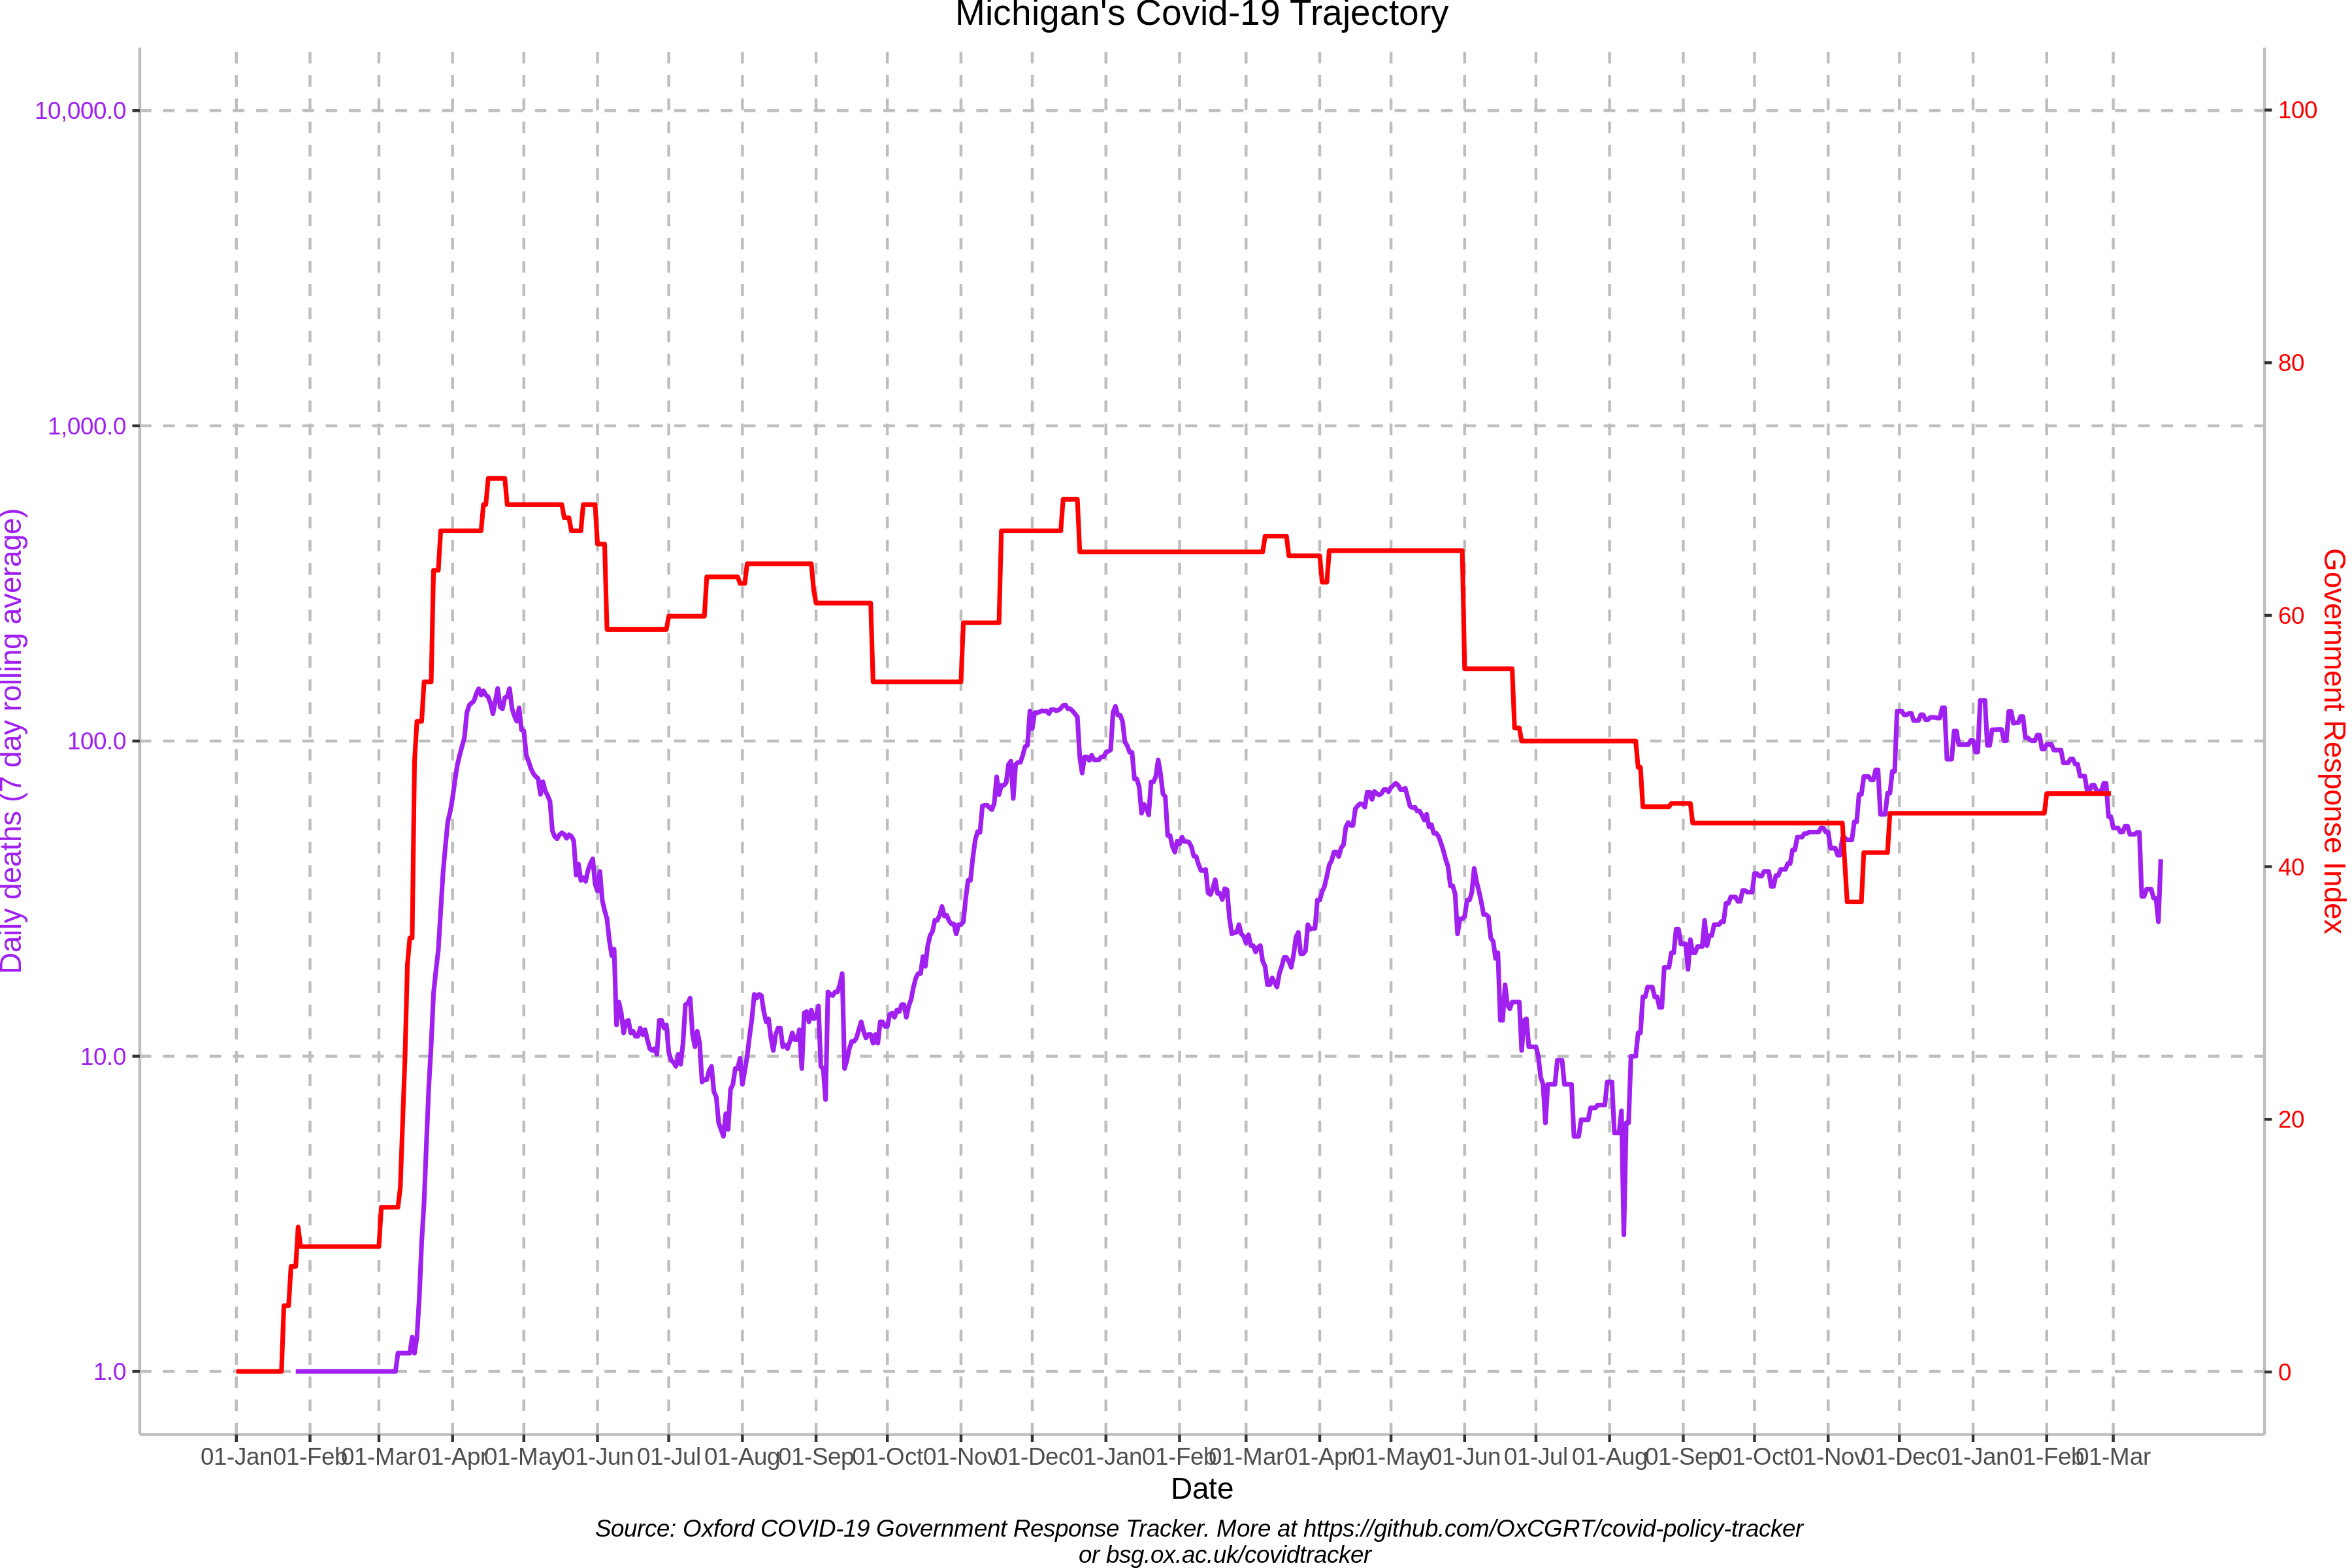 Michigan's Covid-19 Trajectory
10,000.0
1,000.0
100.0
10.0
1.0
Daily deaths (7 day rolling average)
100
80
60
40
20
0
Government Response Index
01-Jan 01-Feb 01-Mar 01-Apr 01-May 01-Jun 01-Jul 01-Aug 01-Sep 01-Oct 01-Nov 01-Dec 01-Jan 01-Feb 01-Mar 01-Apr 01-May 01-Jun 01-Jul 01-Aug 01-Sep 01-Oct 01-Nov 01-Dec 01-Jan 01-Feb 01-Mar
Date
Source: Oxford COVID-19 Government Response Tracker. More at https://github.com/OxCGRT/covid-policy-tracker
or bsg.ox.ac.uk/covidtracker